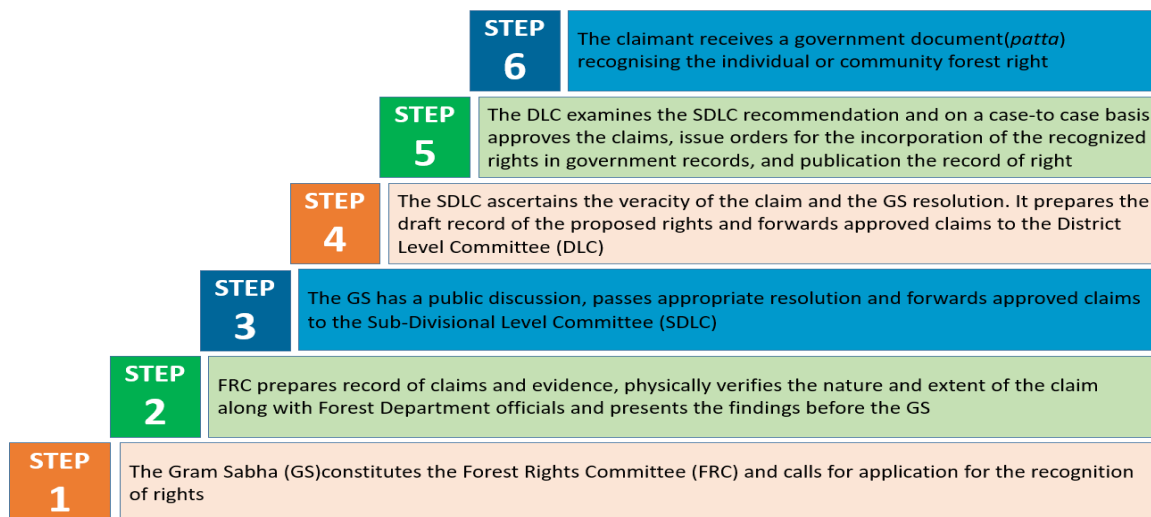 STEP
6
The claimant receives a government document(patta)
recognising the individual or community forest right
STEP
5
The DLC examines the SDLC recommendation and on a case-to case basis
approves the claims, issue orders for the incorporation of the recognized
rights in government records, and publication the record of right
STEP
4
The SDLC ascertains the veracity of the claim and the GS resolution. It prepares the
draft record of the proposed rights and forwards approved claims to the District
Level Committee (DLC)
STEP
3
The GS has a public discussion, passes appropriate resolution and forwards approved claims
to the Sub-Divisional Level Committee (SDLC)
STEP
2
FRC prepares record of claims and evidence, physically verifies the nature and extent of the claim
along with Forest Department officials and presents the findings before the GS
STEP
1
The Gram Sabha (GS)constitutes the Forest Rights Committee (FRC) and calls for application for the recognition
of rights